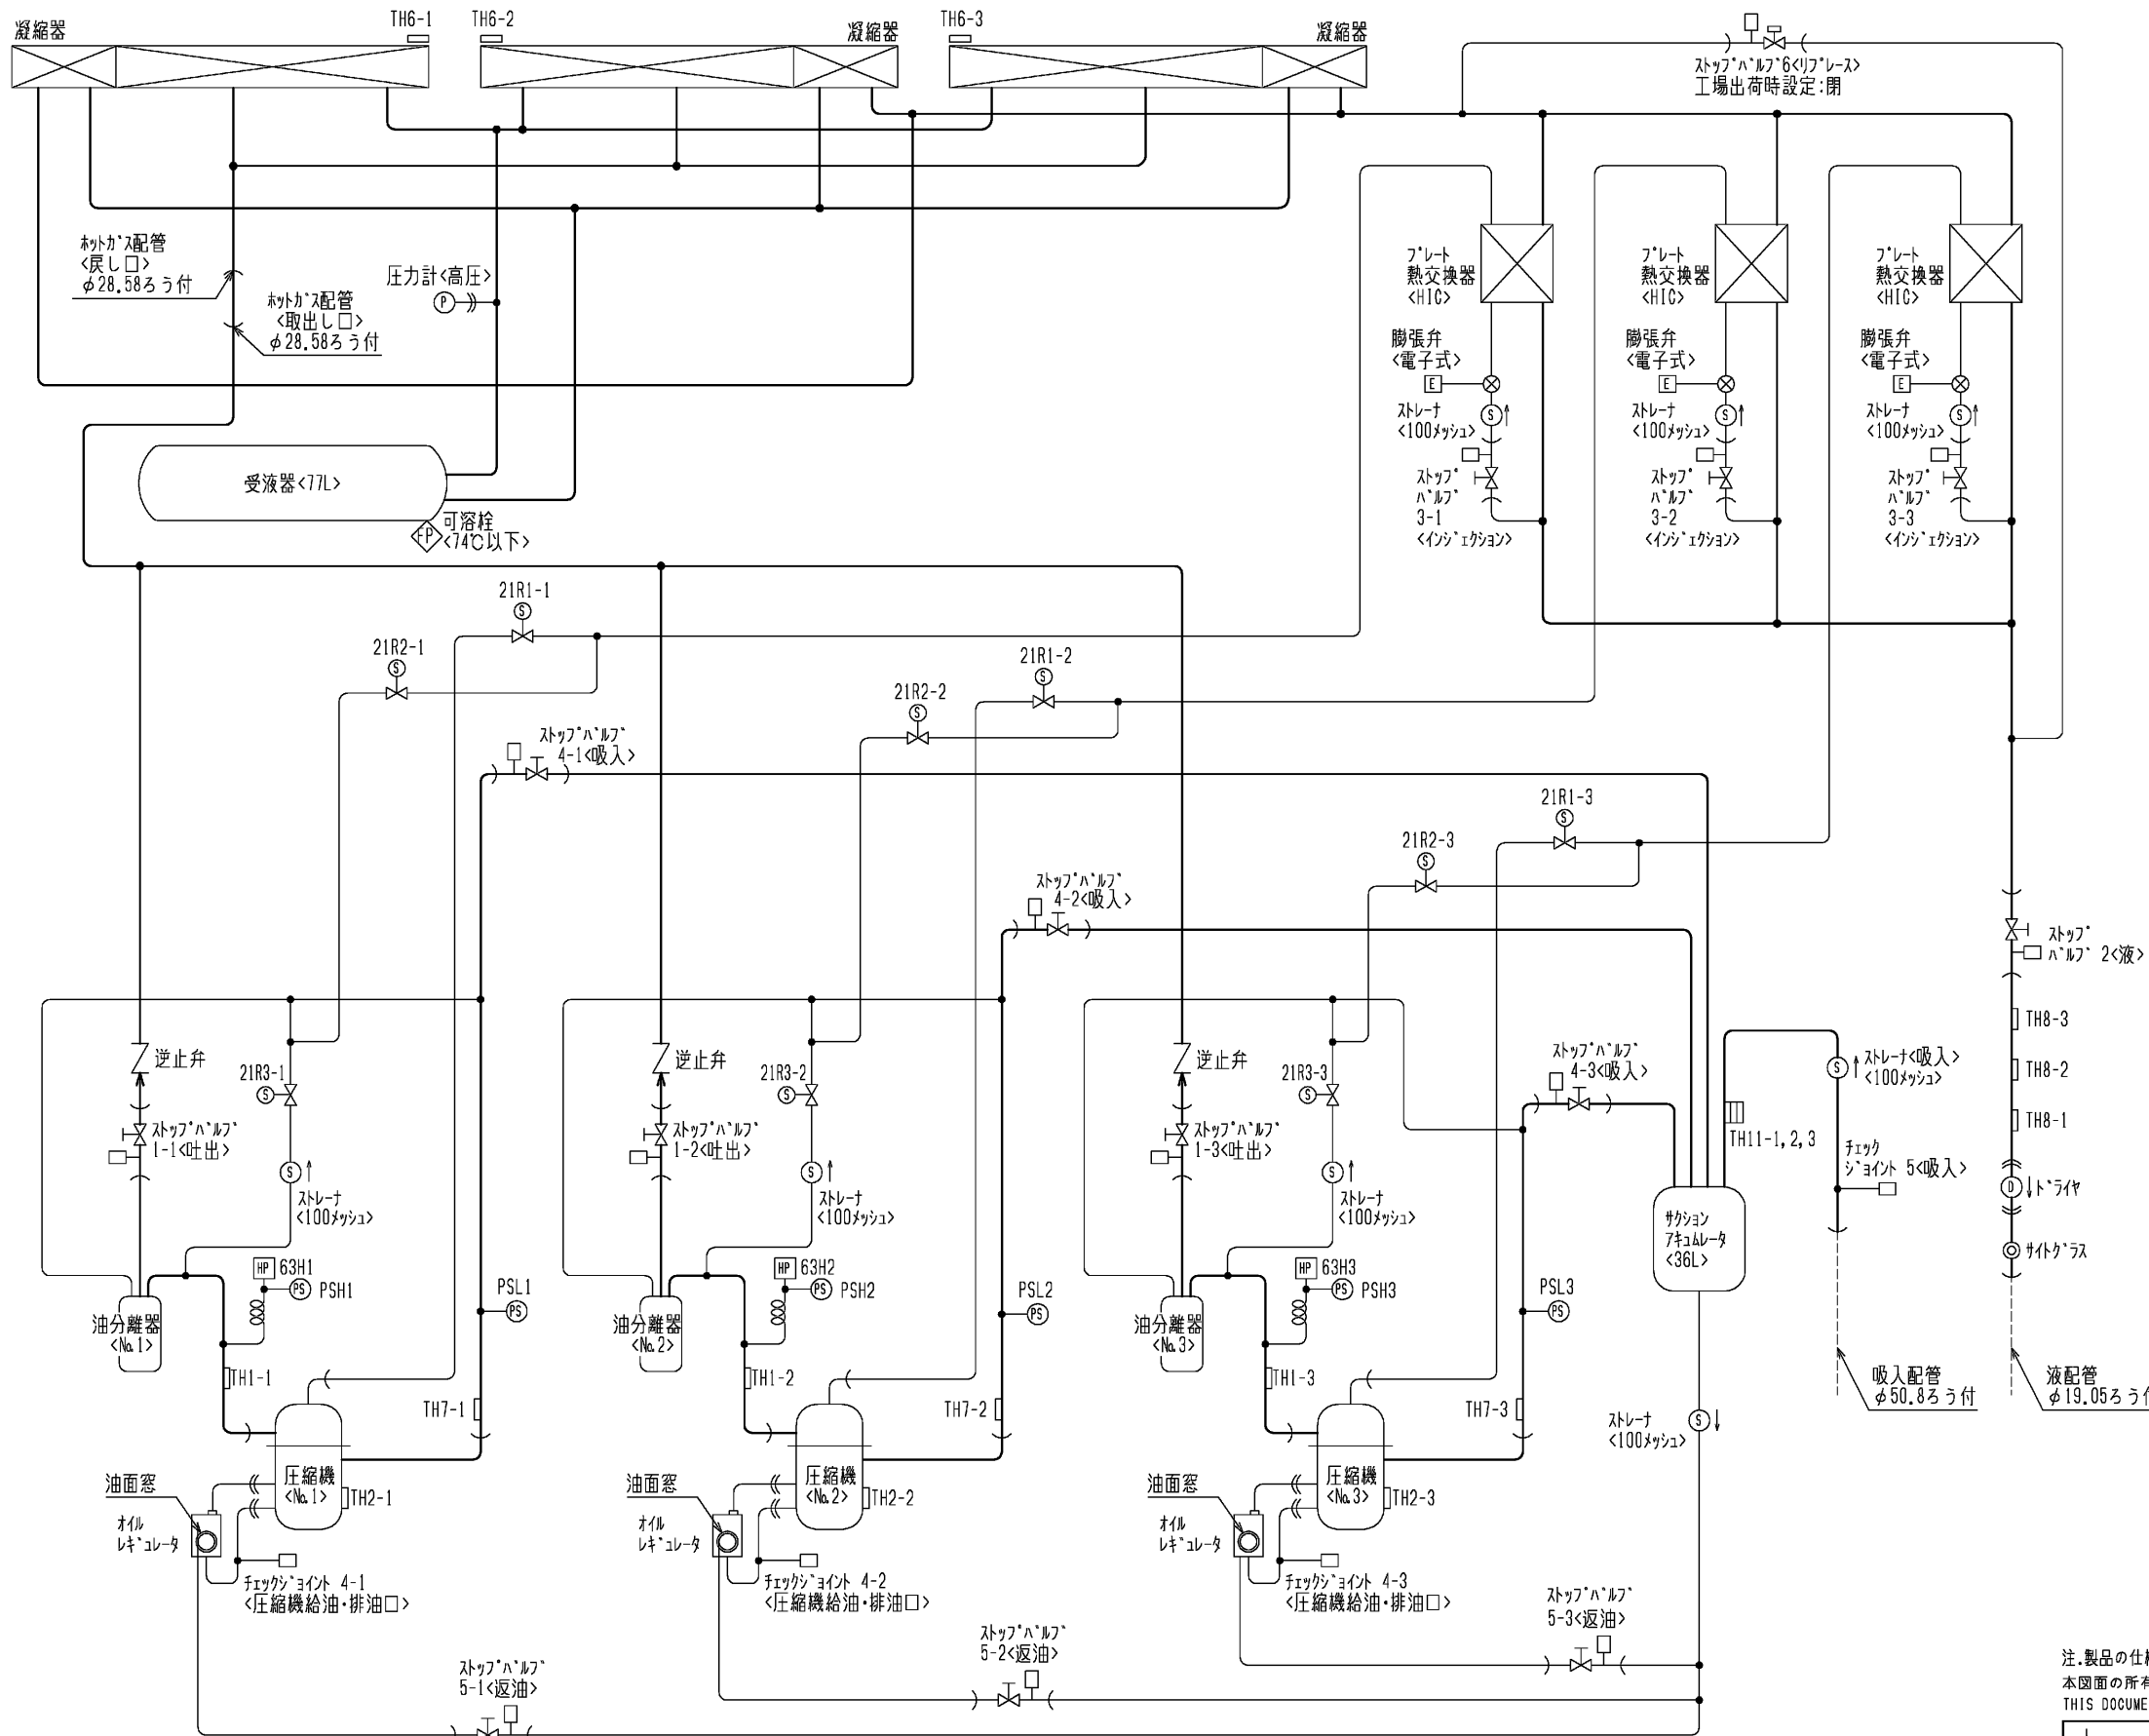 凝縮器
TH6-1
TH6-2
凝縮器
TH6-3
凝縮器
ストップバルブ6<リプレース>
工場出荷時設定:閉
ホットガス配管
<戻し口>
φ28.58ろう付
ホットガス配管
<取出し口>
φ28.58ろう付
圧力計<高圧>
P
受液器<77L>
FP
可溶栓
<74℃以下>
プレート
熱交換器
<HIC>
膨張弁
<電子式>
E
ストレーナ
<100メッシュ>
S
ストップ
バルブ
3-1
<インジェクション>
プレート
熱交換器
<HIC>
膨張弁
<電子式>
E
ストレーナ
<100メッシュ>
S
ストップ
バルブ
3-2
<インジェクション>
プレート
熱交換器
<HIC>
膨張弁
<電子式>
E
ストレーナ
<100メッシュ>
S
ストップ
バルブ
3-3
<インジェクション>
21R1-1
S
21R2-1
S
21R1-2
S
21R2-2
S
21R1-3
S
21R2-3
S
ストップバルブ
4-1<吸入>
ストップバルブ
4-2<吸入>
ストップバルブ
4-3<吸入>
ストップ
バルブ 2<液>
TH8-3
TH8-2
TH8-1
D
ドライヤ
サイトグラス
液配管
φ19.05ろう付
S
ストレーナ<吸入>
<100メッシュ>
チェック
ジョイント 5<吸入>
吸入配管
φ50.8ろう付
TH11-1,2,3
サクション
アキュムレータ
<36L>
ストレーナ
<100メッシュ>
S
逆止弁
21R3-1
S
ストップバルブ
1-1<吐出>
S
ストレーナ
<100メッシュ>
HP
63H1
PS
PSH1
PSL1
PS
油分離器
<No.1>
TH1-1
TH7-1
圧縮機
<No.1>
TH2-1
油面窓
オイル
レギュレータ
チェックジョイント 4-1
<圧縮機給油・排油口>
ストップバルブ
5-1<返油>
逆止弁
21R3-2
S
ストップバルブ
1-2<吐出>
S
ストレーナ
<100メッシュ>
HP
63H2
PS
PSH2
PSL2
PS
油分離器
<No.2>
TH1-2
TH7-2
圧縮機
<No.2>
TH2-2
油面窓
オイル
レギュレータ
チェックジョイント 4-2
<圧縮機給油・排油口>
ストップバルブ
5-2<返油>
逆止弁
21R3-3
S
ストップバルブ
1-3<吐出>
S
ストレーナ
<100メッシュ>
HP
63H3
PS
PSH3
PSL3
PS
油分離器
<No.3>
TH1-3
TH7-3
圧縮機
<No.3>
TH2-3
油面窓
オイル
レギュレータ
チェックジョイント 4-3
<圧縮機給油・排油口>
ストップバルブ
5-3<返油>
注.製品の仕
本図面の所有
THIS DOCUME